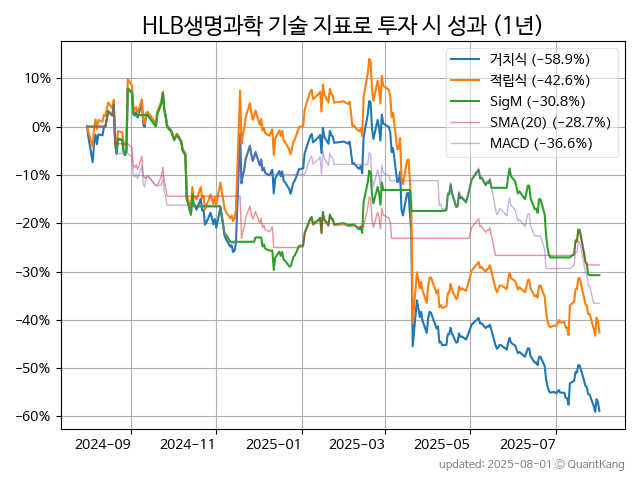 HLB생명과학 기술 지표로 투자 시 성과 (1년)
거치식 (−58.9%)
적립식 (−42.6%)
SigM (−30.8%)
SMA(20) (−28.7%)
MACD (−36.6%)
10%
0%
−10%
−20%
−30%
−40%
−50%
−60%
2024-09 2024-11 2025-01 2025-03 2025-05 2025-07
updated: 2025-08-01 © QuantKang